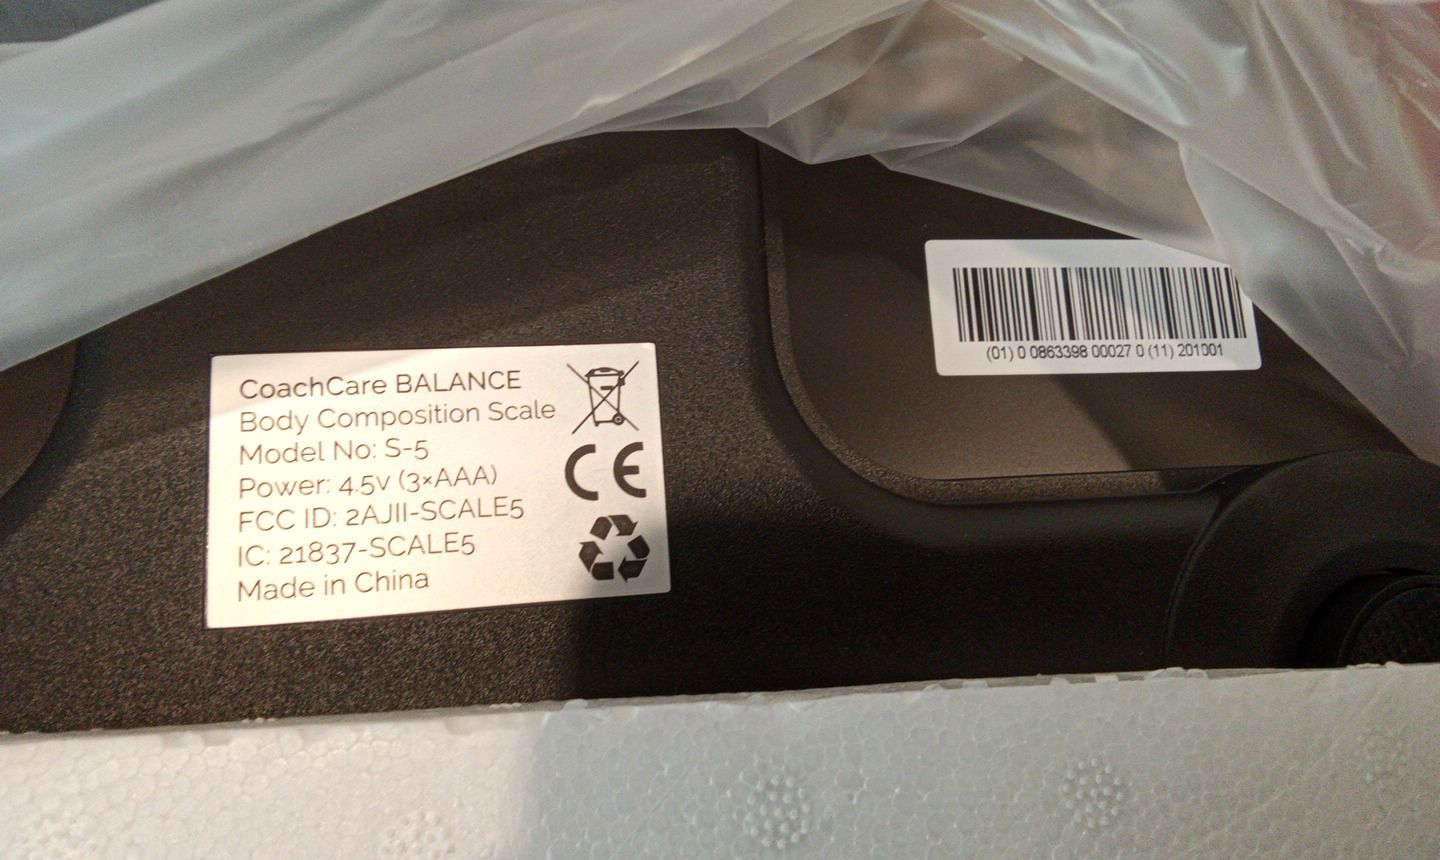 CoachCare BALANCE
Body Composition Scale
Model No: S-5
Power: 4.5v (3×AAA)
FCC ID: 2AJII-SCALE5
IC: 21837-SCALE5
Made in China
CE
(01) 0 0863398 00027 0 (11) 201001